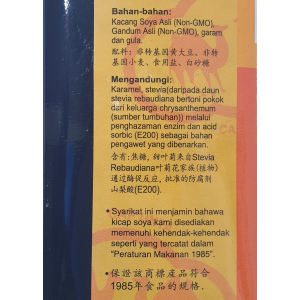 Bahan-bahan:
Kacang Soya Asli (Non-GMO),
Gandum Asli (Non-GMO), garam
dan gula.
配料：非特基因黄大豆、非特
基因小麦、食用盐、白砂糖
Mengandungi:
Karamel, stevia(daripada daun
stevia rebaudiana bertoni pokok
dari keluarga chrysanthemum
(sumber tumbuhan)) melalui
penghazaman enzim dan acid
sorbic (E200) sebagai bahan
pengawet yang dibenarkan.
含有：焦糖，甜叶菊来自Stevia
Rebaudiana叶菊花家族(植物)
通过酶促反应，批准的防腐剂
山梨酸(E200).
• Syarikat ini menjamin bahawa
kicap soya kami disediakan
memenuhi kehendak-kehendak
seperti yang tercatat dalam
"Peraturan Makanan 1985".
• 保證該商標産品符合
1985年食品的规格.